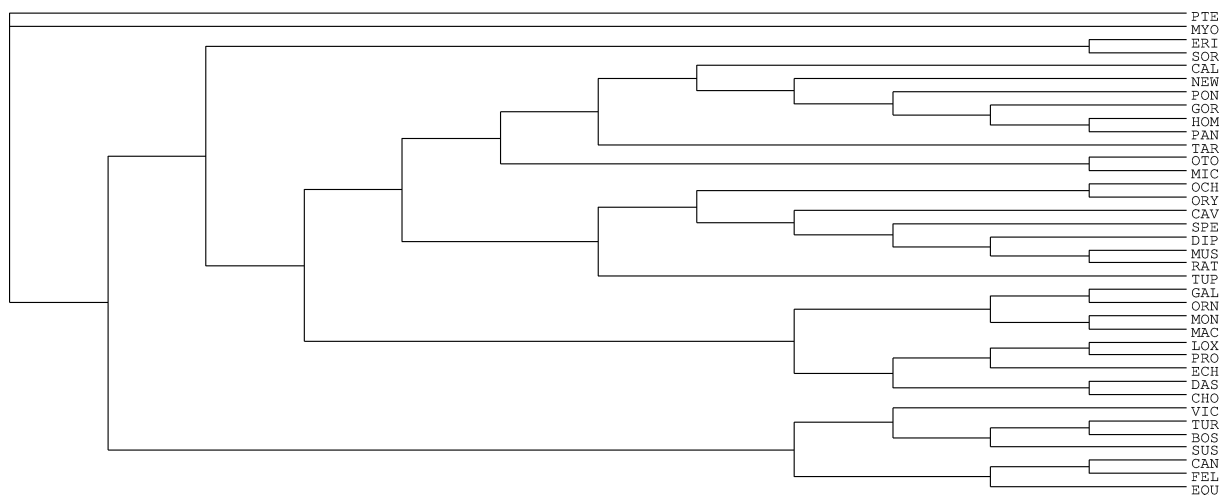 PTE
MYO
ERI
SOR
CAL
NEW
PON
GOR
HOM
PAN
TAR
OTO
MIC
OCH
ORY
CAV
SPE
DIP
MUS
RAT
TUP
GAL
ORN
MON
MAC
LOX
PRO
ECH
DAS
CHO
VIC
TUR
BOS
SUS
CAN
FEL
EQU